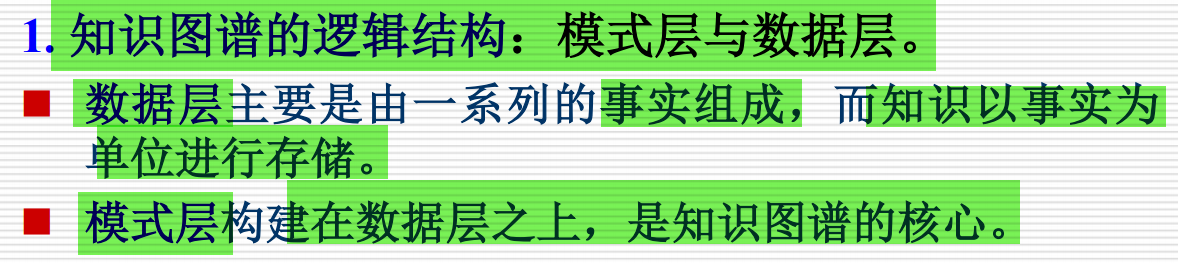 1. 知识图谱的逻辑结构：模式层与数据层。
■ 数据层主要是由一系列的事实组成，而知识以事实为
单位进行存储。
■ 模式层构建在数据层之上，是知识图谱的核心。